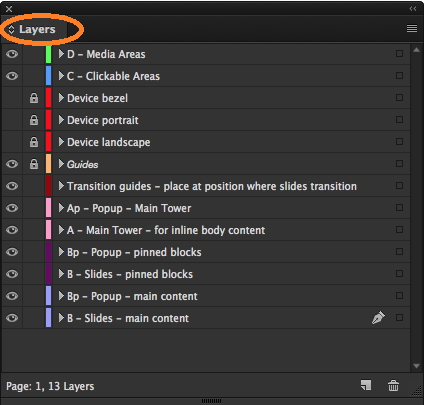 Layers
D - Media Areas
C - Clickable Areas
Device bezel
Device portrait
Device landscape
Guides
Transition guides - place at position where slides transition
Ap - Popup - Main Tower
A - Main Tower - for inline body content
Bp - Popup - pinned blocks
B - Slides - pinned blocks
Bp - Popup - main content
B - Slides - main content
Page: 1, 13 Layers